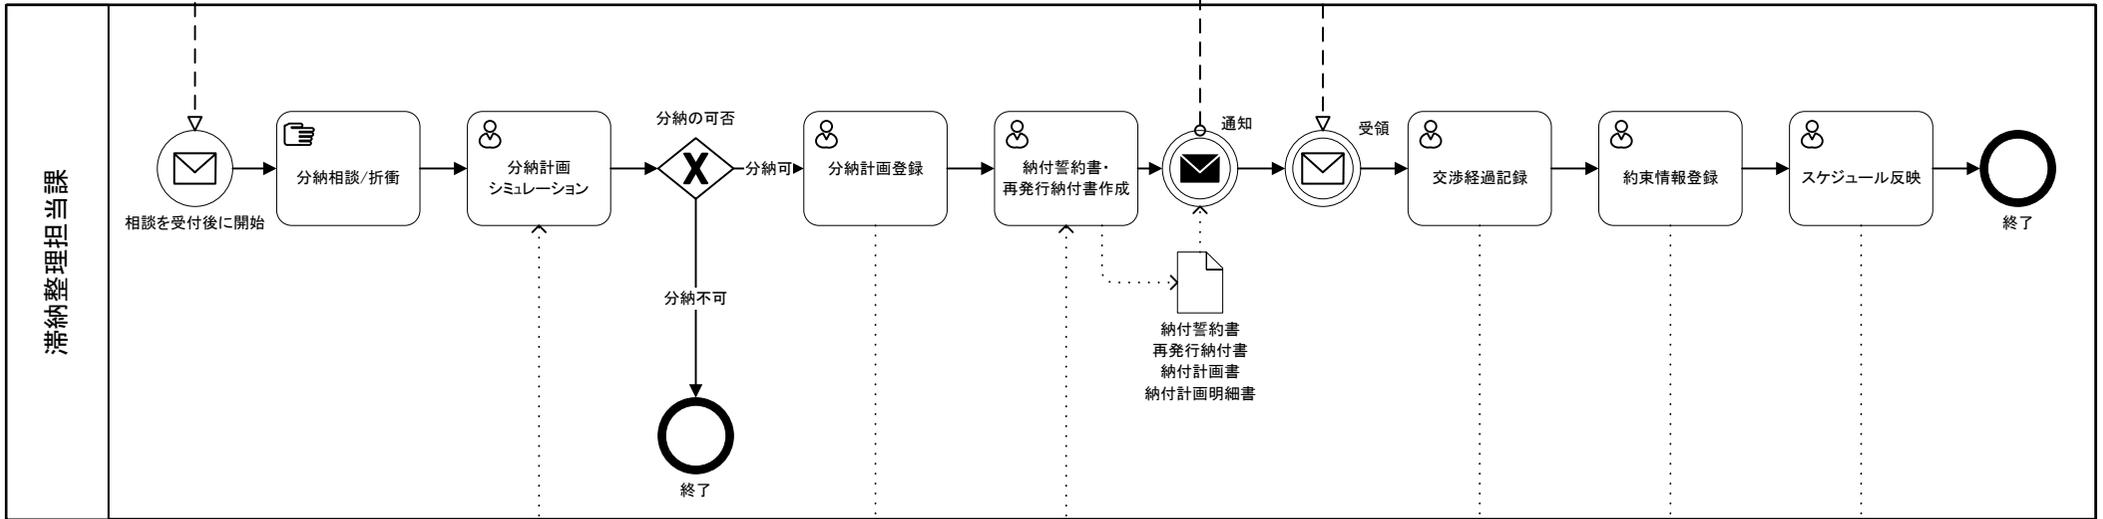 滞納整理担当課
相談を受付後に開始
分納相談/折衝
分納計画
シミュレーション
分納の可否
分納可
分納不可
終了
分納計画登録
納付誓約書・
再発行納付書作成
通知
納付誓約書
再発行納付書
納付計画書
納付計画明細書
受領
交渉経過記録
約束情報登録
スケジュール反映
終了